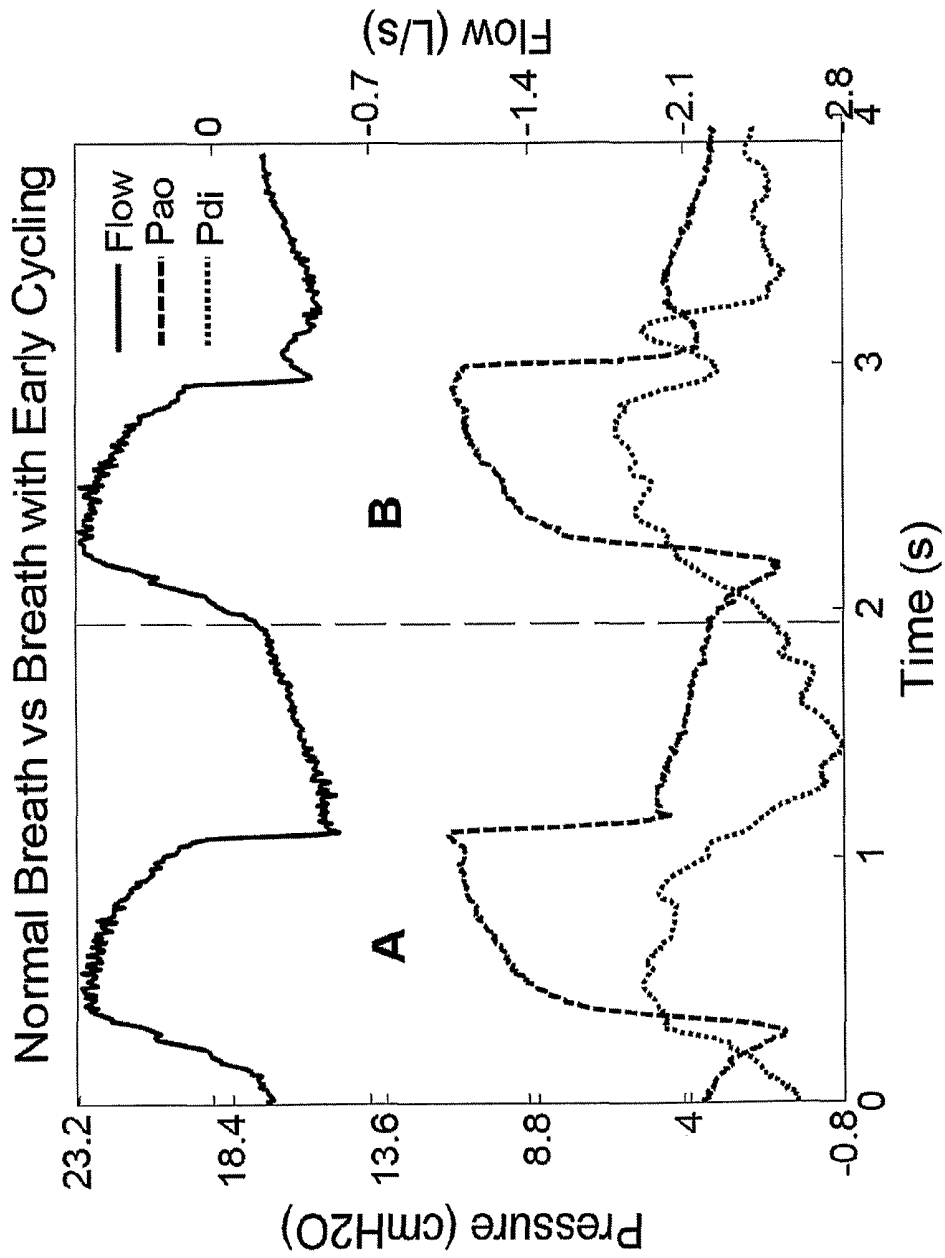 Normal Breath vs Breath with Early Cycling
Flow
Pao
Pdi
Pressure (cmH2O)
23.2
18.4
13.6
8.8
4
-0.8
Flow (L/s)
0
-0.7
-1.4
-2.1
-2.8
A
B
0
1
2
3
4
Time (s)